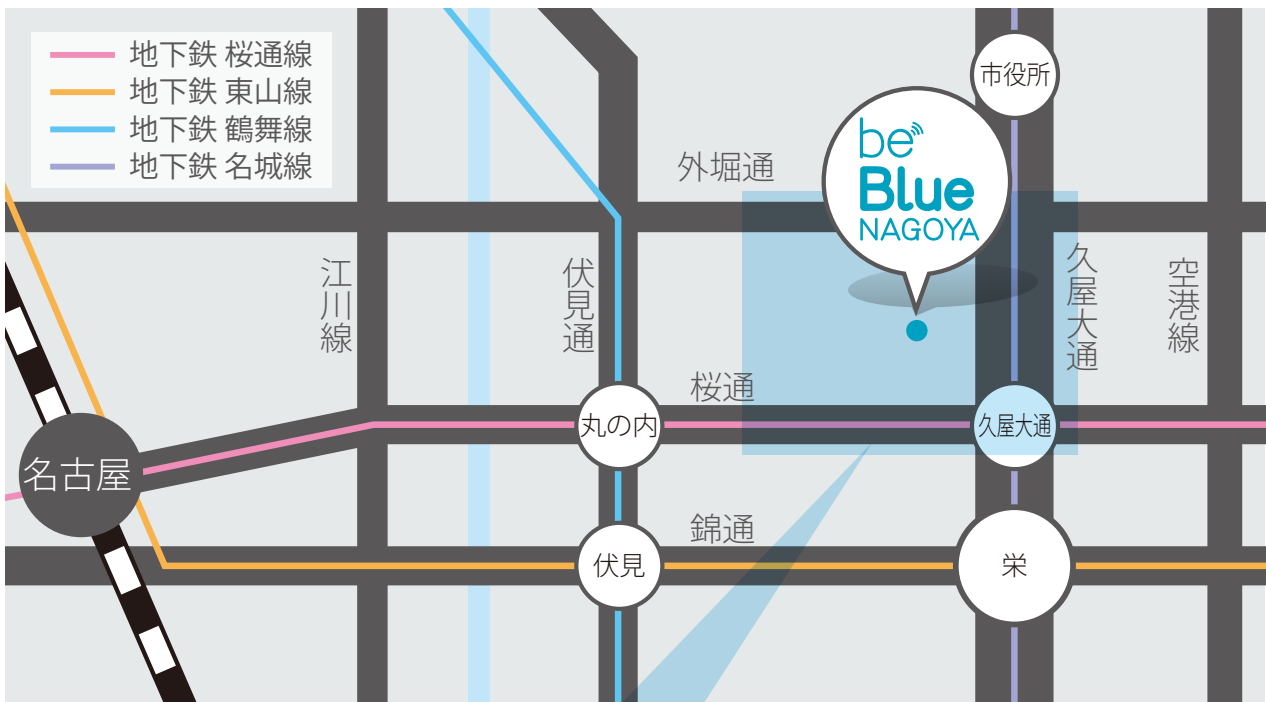 地下鉄 桜通線
地下鉄 東山線
地下鉄 鶴舞線
地下鉄 名城線
市役所
be
Blue
NAGOYA
外堀通
江川線
伏見通
久屋大通
空港線
桜通
丸の内
久屋大通
名古屋
錦通
伏見
栄